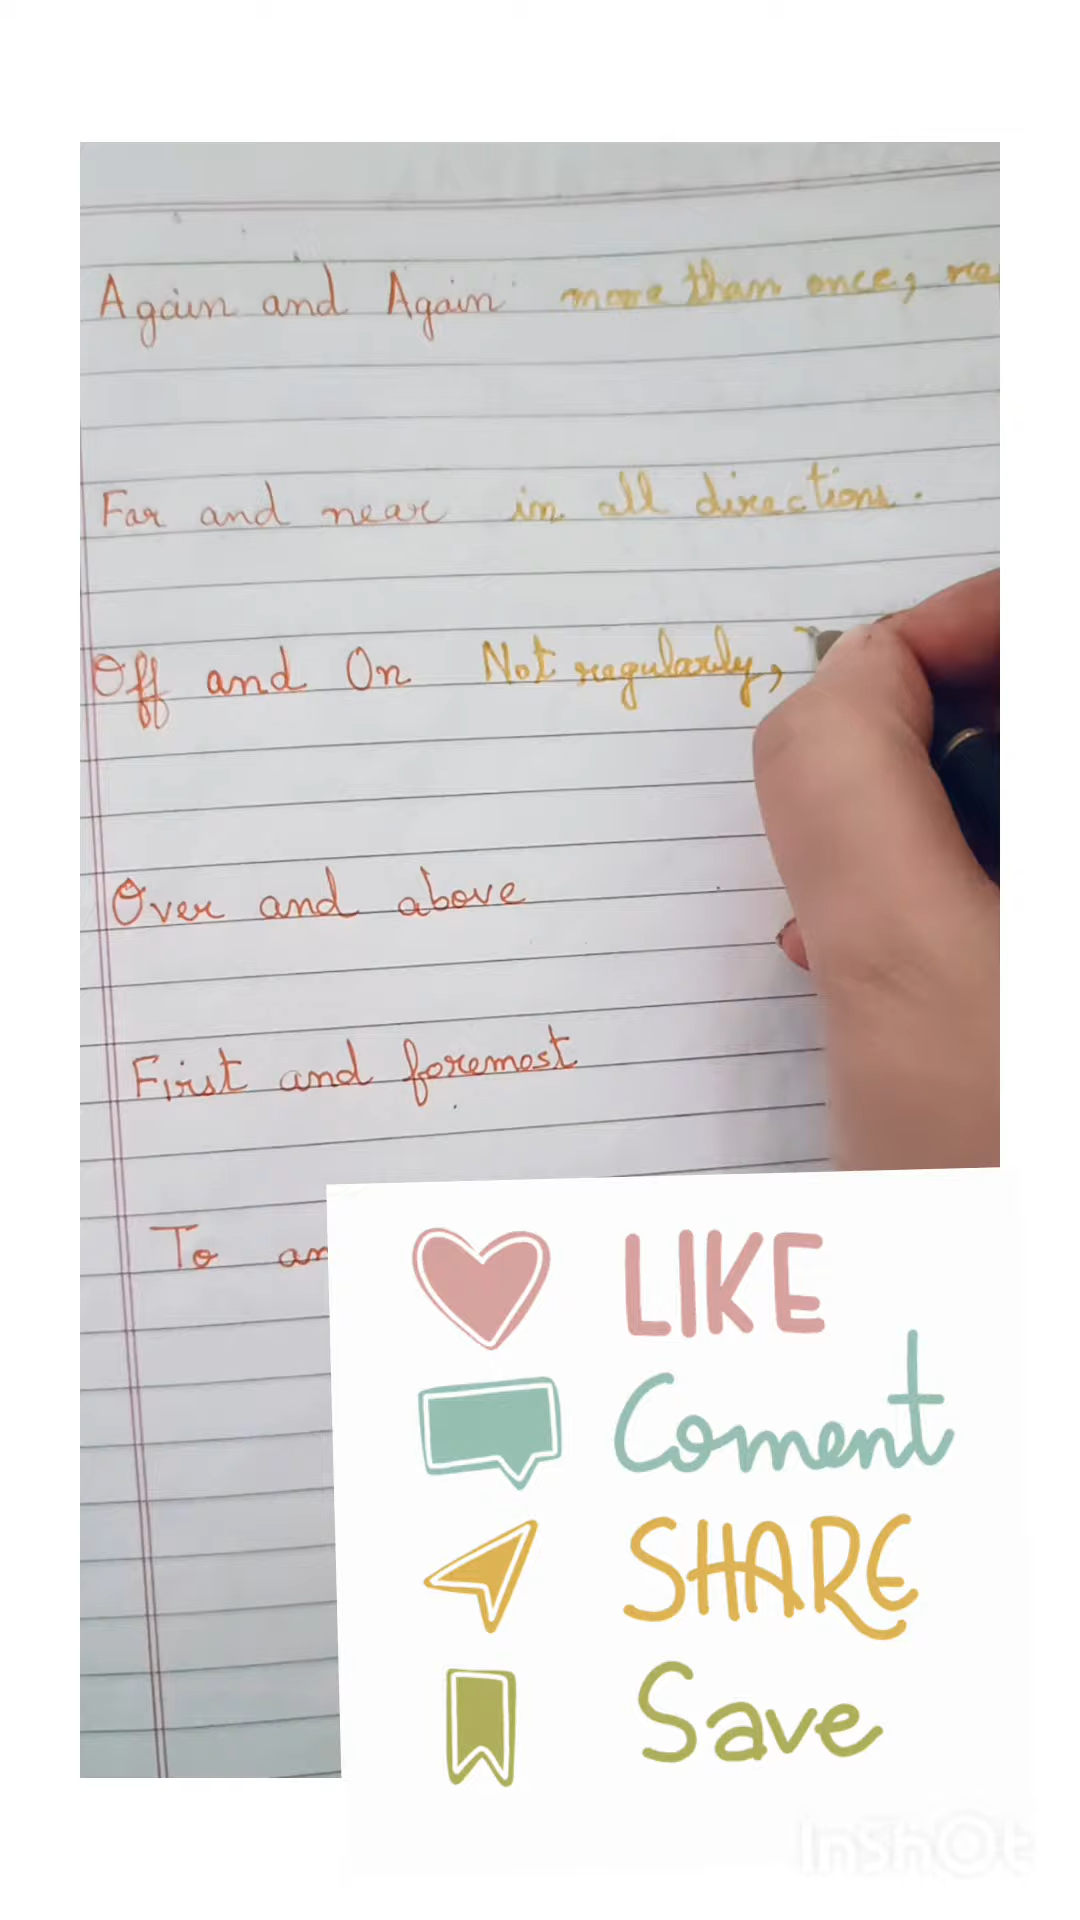 Again and Again more than once,
Far and near in all directions.
Off and On Not regularly,
Over and above
First and foremost
To
LIKE
Coment
SHARE
Save
InShOt